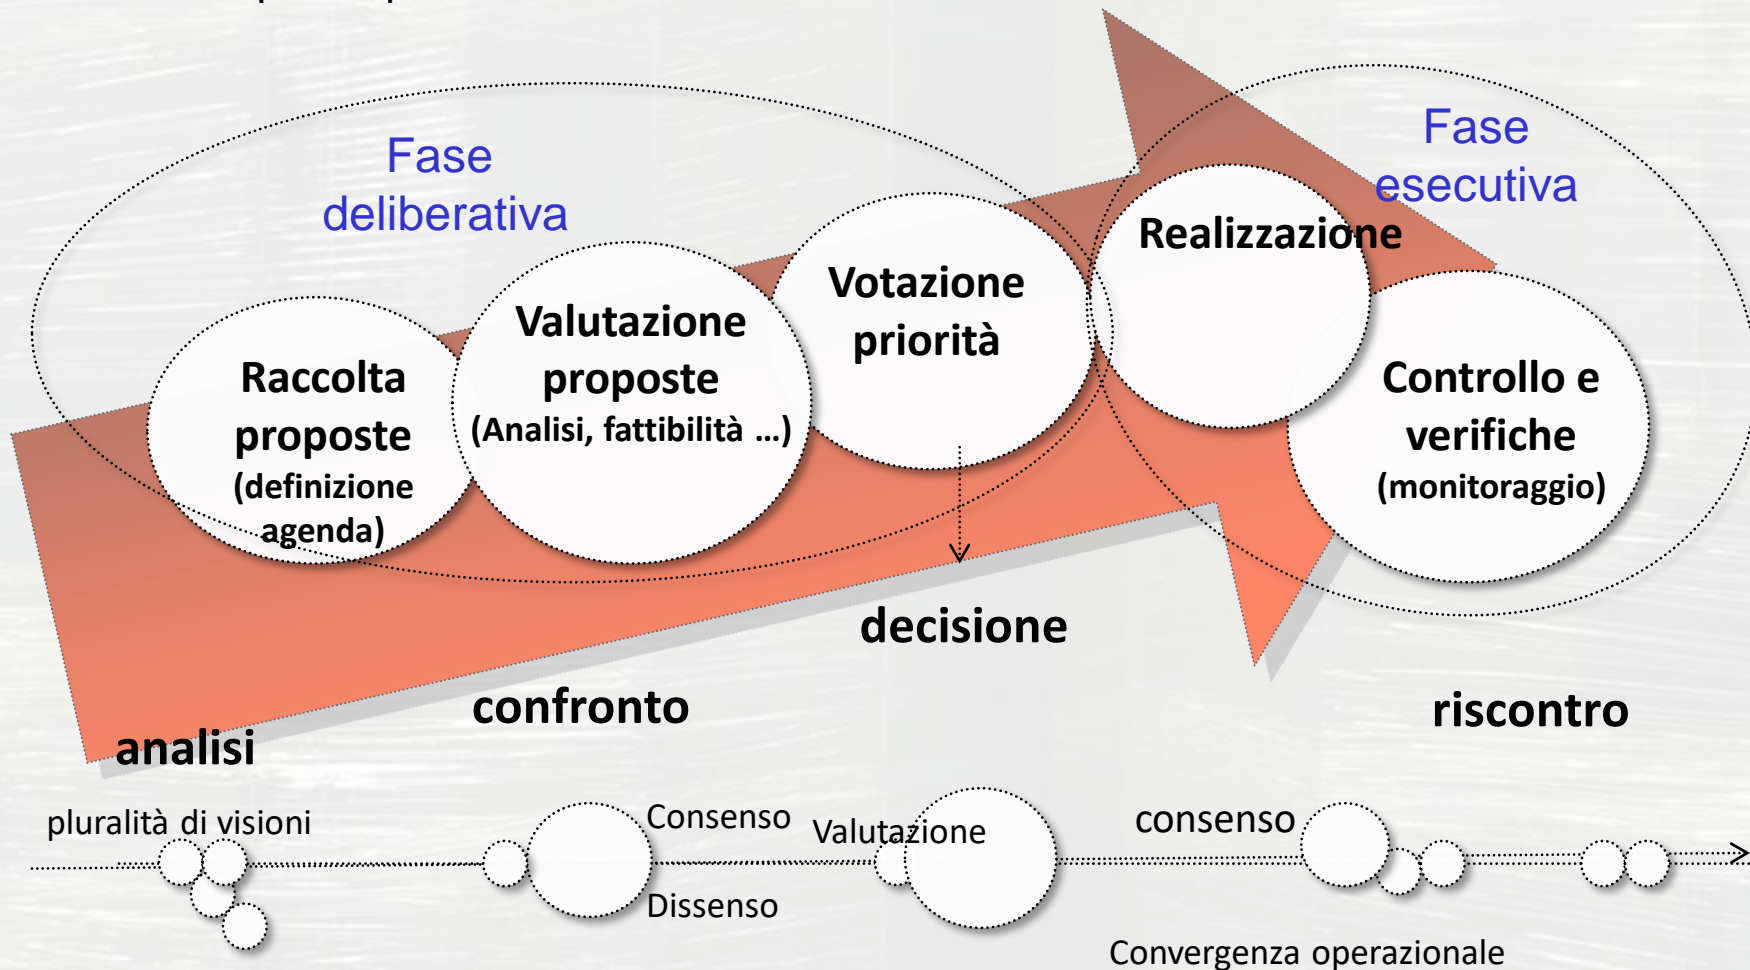 Fase
deliberativa
Fase
esecutiva
Raccolta
proposte
(definizione
agenda)
Valutazione
proposte
(Analisi, fattibilità ...)
Votazione
priorità
Realizzazione
Controllo e
verifiche
(monitoraggio)
decisione
confronto
riscontro
analisi
pluralità di visioni
Consenso
Dissenso
Valutazione
consenso
Convergenza operazionale